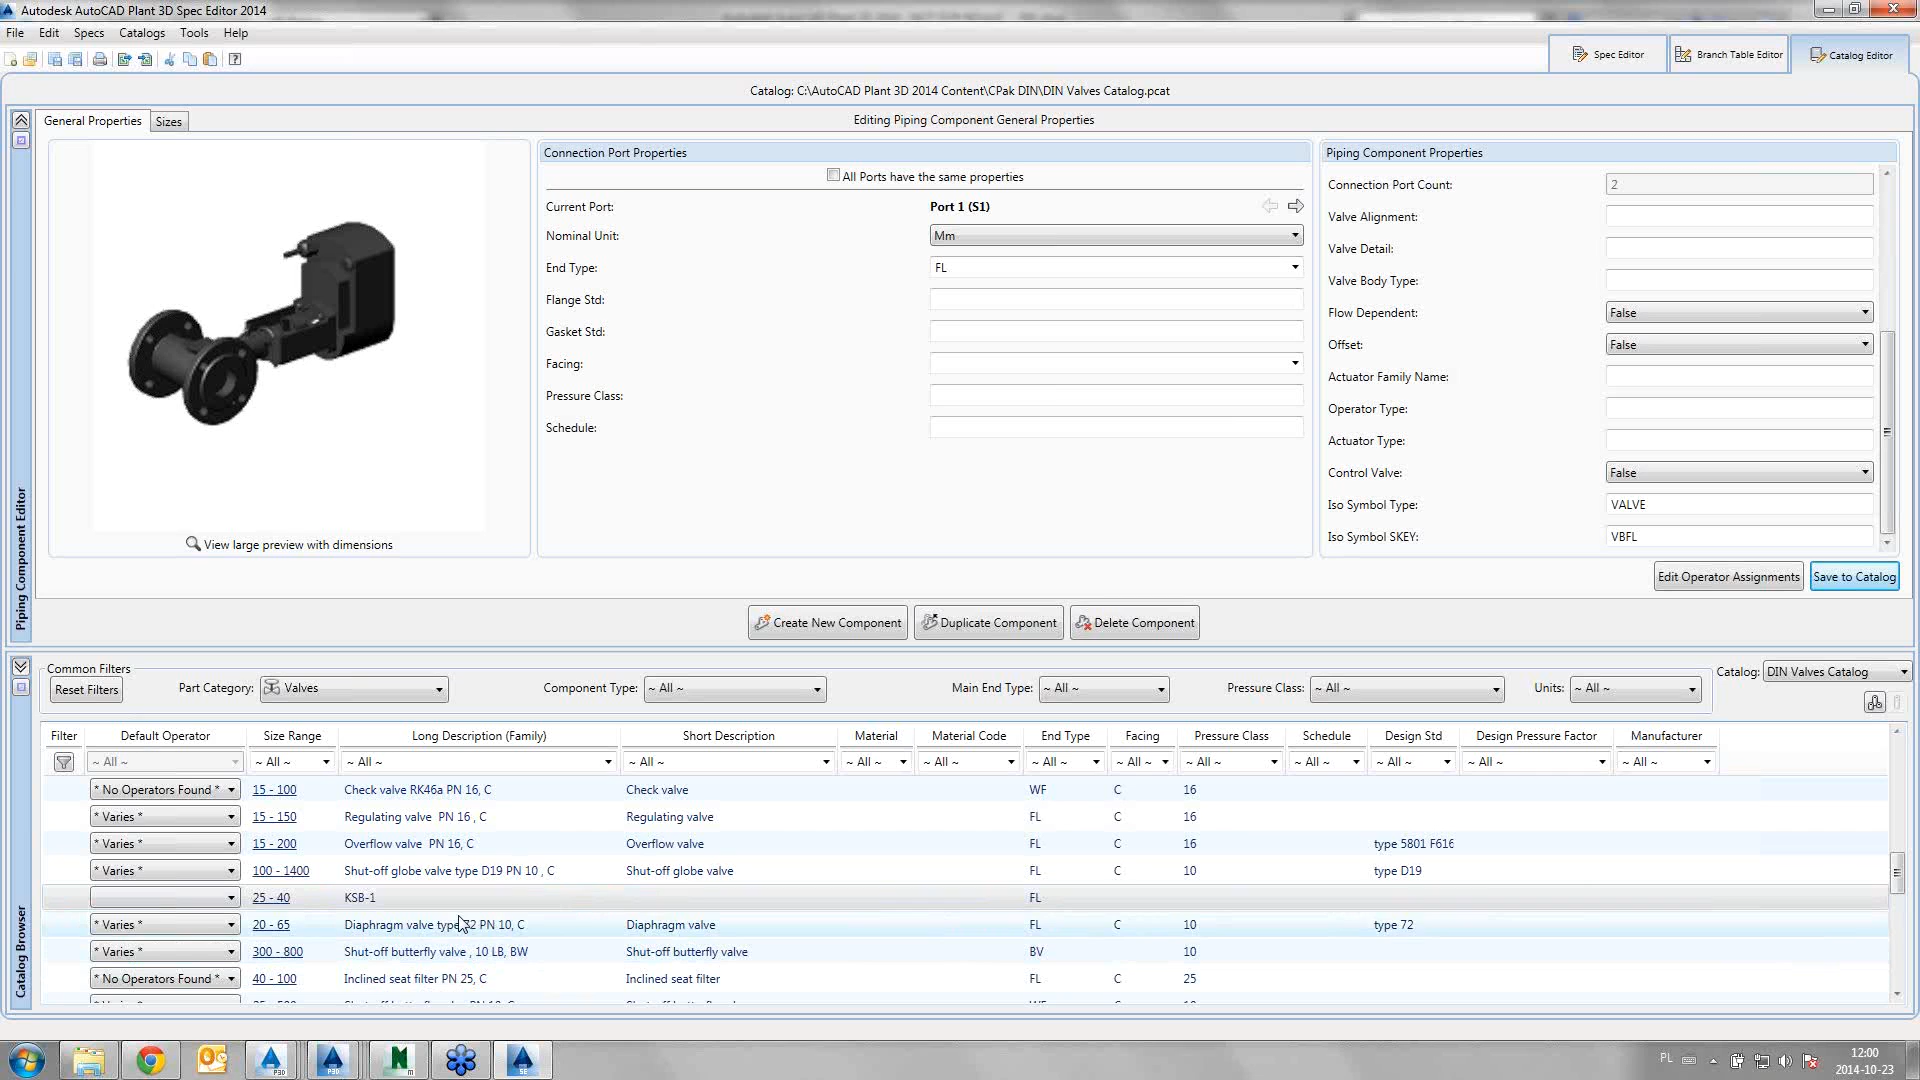 Autodesk AutoCAD Plant 3D Spec Editor 2014
File Edit Specs Catalogs Tools Help
Spec Editor Branch Table Editor Catalog Editor
Catalog: C:\AutoCAD Plant 3D 2014 Content\CPak DIN\DIN Valves Catalog.pcat
General Properties Sizes
Editing Piping Component General Properties
Piping Component Editor
View large preview with dimensions
Connection Port Properties
All Ports have the same properties
Current Port: Port 1 (S1)
Nominal Unit: Mm
End Type: FL
Flange Std:
Gasket Std:
Facing:
Pressure Class:
Schedule:
Piping Component Properties
Connection Port Count: 2
Valve Alignment:
Valve Detail:
Valve Body Type:
Flow Dependent: False
Offset: False
Actuator Family Name:
Operator Type:
Actuator Type:
Control Valve: False
Iso Symbol Type: VALVE
Iso Symbol SKEY: VBFL
Edit Operator Assignments Save to Catalog
Create New Component Duplicate Component Delete Component
Catalog Browser
Common Filters
Reset Filters Part Category: Valves Component Type: ~ All ~ Main End Type: ~ All ~ Pressure Class: ~ All ~ Units: ~ All ~
Catalog: DIN Valves Catalog
Filter Default Operator Size Range Long Description (Family) Short Description Material Material Code End Type Facing Pressure Class Schedule Design Std Design Pressure Factor Manufacturer
~ All ~ ~ All ~ ~ All ~ ~ All ~ ~ All ~ ~ All ~ ~ All ~ ~ All ~ ~ All ~ ~ All ~ ~ All ~ ~ All ~ ~ All ~
* No Operators Found * 15 - 100 Check valve RK46a PN 16, C Check valve WF C 16
* Varies * 15 - 150 Regulating valve PN 16 , C Regulating valve FL C 16
* Varies * 15 - 200 Overflow valve PN 16, C Overflow valve FL C 16 type 5801 F616
* Varies * 100 - 1400 Shut-off globe valve type D19 PN 10 , C Shut-off globe valve FL C 10 type D19
25 - 40 KSB-1 FL
* Varies * 20 - 65 Diaphragm valve type 72 PN 10, C Diaphragm valve FL C 10 type 72
* Varies * 300 - 800 Shut-off butterfly valve , 10 LB, BW Shut-off butterfly valve BV 10
* No Operators Found * 40 - 100 Inclined seat filter PN 25, C Inclined seat filter FL C 25
P3D P3D SE
PL 12:00
2014-10-23